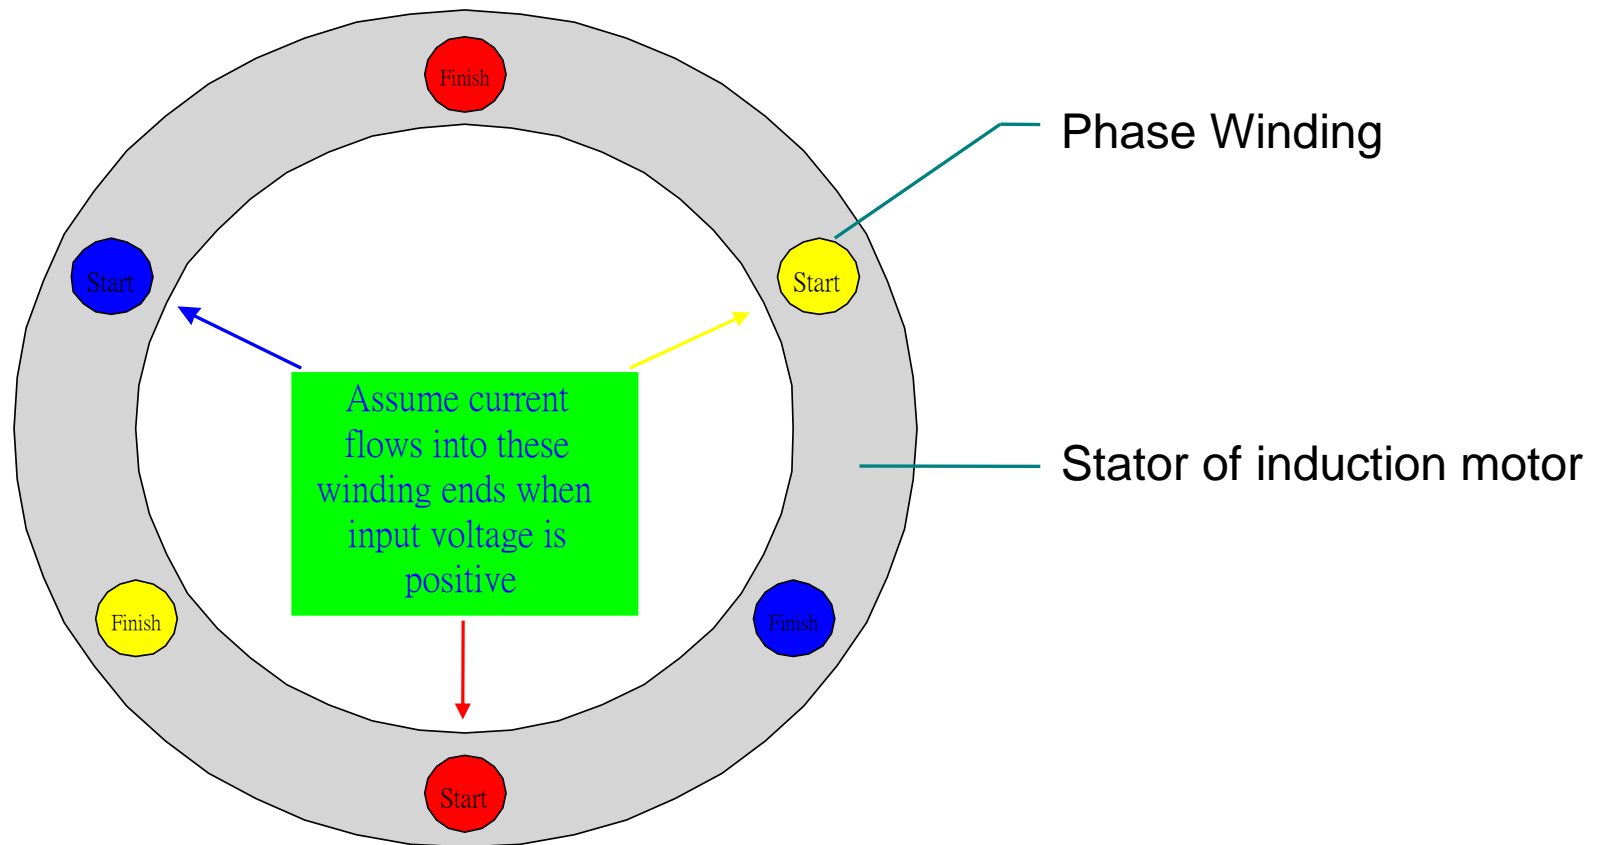 Finish
Phase Winding
Start
Start
Assume current
flows into these
winding ends when
input voltage is
positive
Stator of induction motor
Finish
Finish
Start